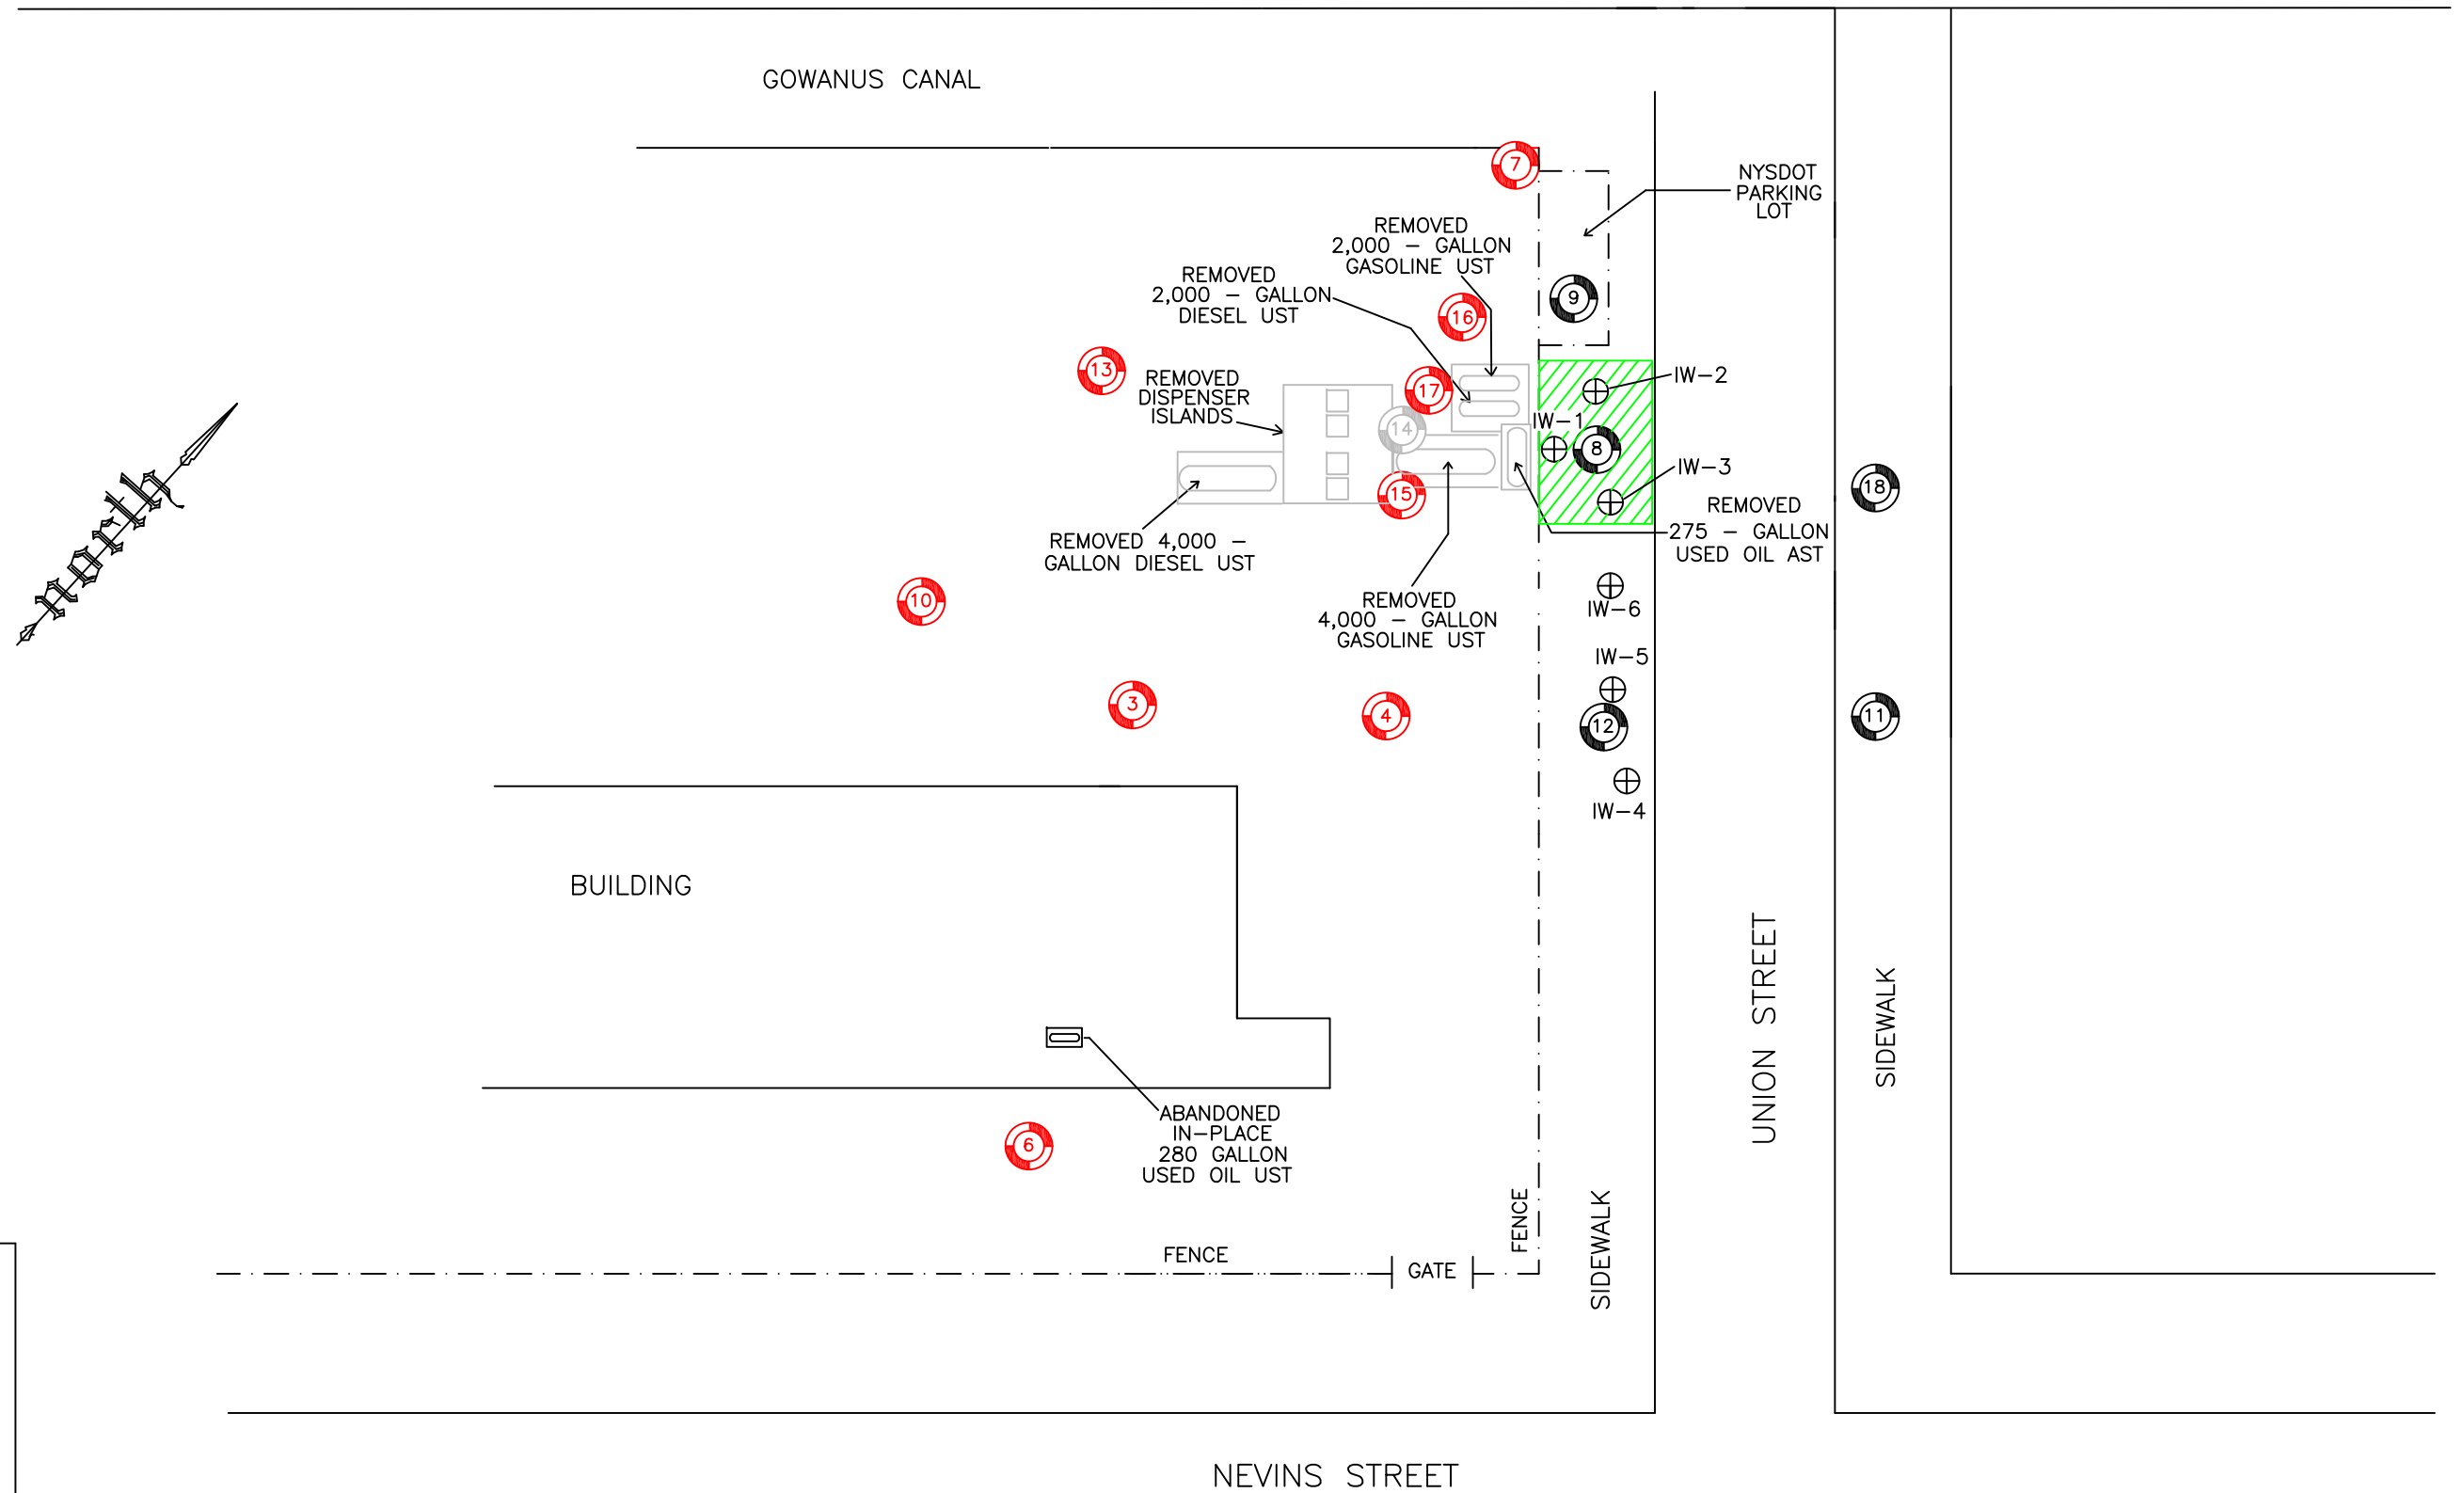 GOWANUS CANAL
7
NYSDOT
PARKING
LOT
REMOVED
2,000 - GALLON
GASOLINE UST
REMOVED
2,000 - GALLON
DIESEL UST
9
16
13
REMOVED
DISPENSER
ISLANDS
17
IW-2
IW-1
14
8
IW-3
15
18
REMOVED
275 - GALLON
USED OIL AST
REMOVED 4,000 -
GALLON DIESEL UST
10
REMOVED
4,000 - GALLON
GASOLINE UST
IW-6
IW-5
3
4
12
11
IW-4
BUILDING
UNION STREET
SIDEWALK
ABANDONED
IN-PLACE
280 GALLON
USED OIL UST
6
FENCE
SIDEWALK
FENCE
GATE
NEVINS STREET